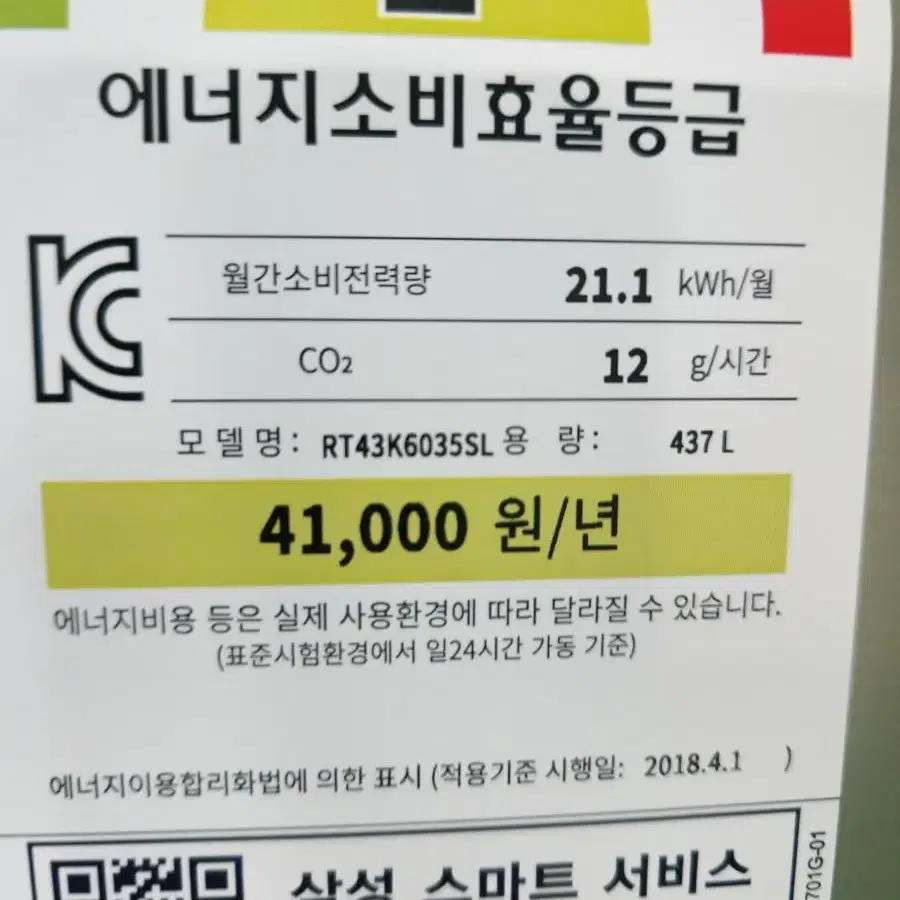 에너지소비효율등급
월간소비전력량 21.1 kWh/월
CO₂ 12 g/시간
모델명: RT43K6035SL 용 량: 437 L
41,000 원/년
에너지비용 등은 실제 사용환경에 따라 달라질 수 있습니다.
(표준시험환경에서 일24시간 가동 기준)
에너지이용합리화법에 의한 표시 (적용기준 시행일: 2018.4.1 )
삼성 스마트 서비스
701G-01